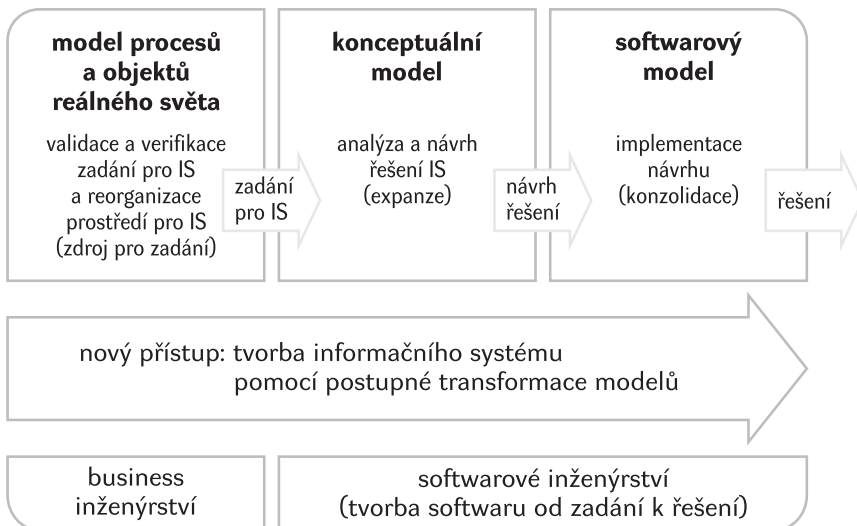 model procesů
a objektů
reálného světa
validace a verifikace
zadání pro IS
a reorganizace
prostředí pro IS
(zdroj pro zadání)
zadání
pro IS
konceptuální
model
analýza a návrh
řešení IS
(expanze)
návrh
řešení
softwarový
model
implementace
návrhu
(konzolidace)
řešení
nový přístup: tvorba informačního systému
pomocí postupné transformace modelů
business
inženýrství
softwarové inženýrství
(tvorba softwaru od zadání k řešení)